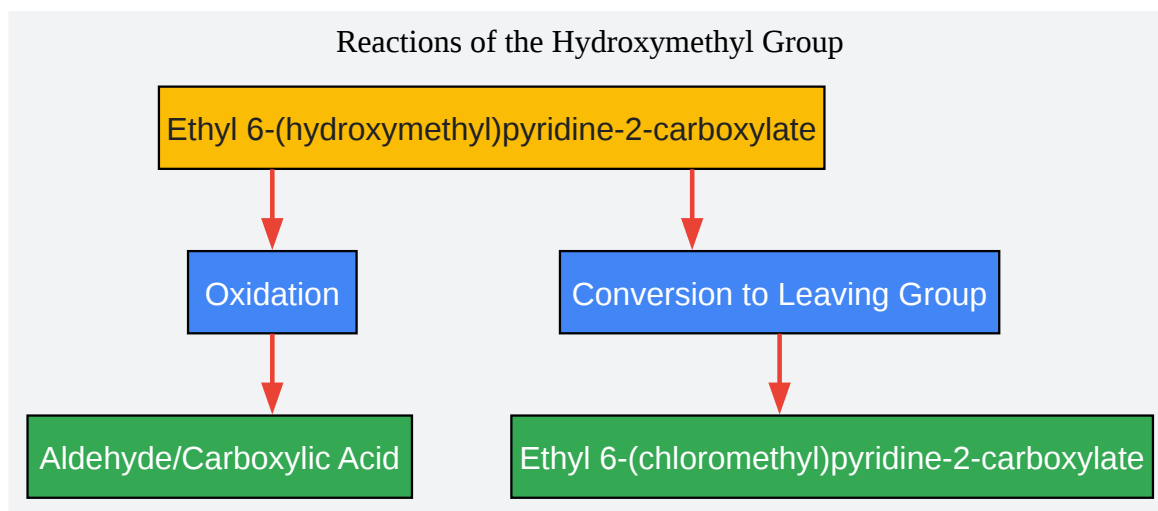 Reactions of the Hydroxymethyl Group
Ethyl 6-(hydroxymethyl)pyridine-2-carboxylate
Oxidation
Conversion to Leaving Group
Aldehyde/Carboxylic Acid
Ethyl 6-(chloromethyl)pyridine-2-carboxylate